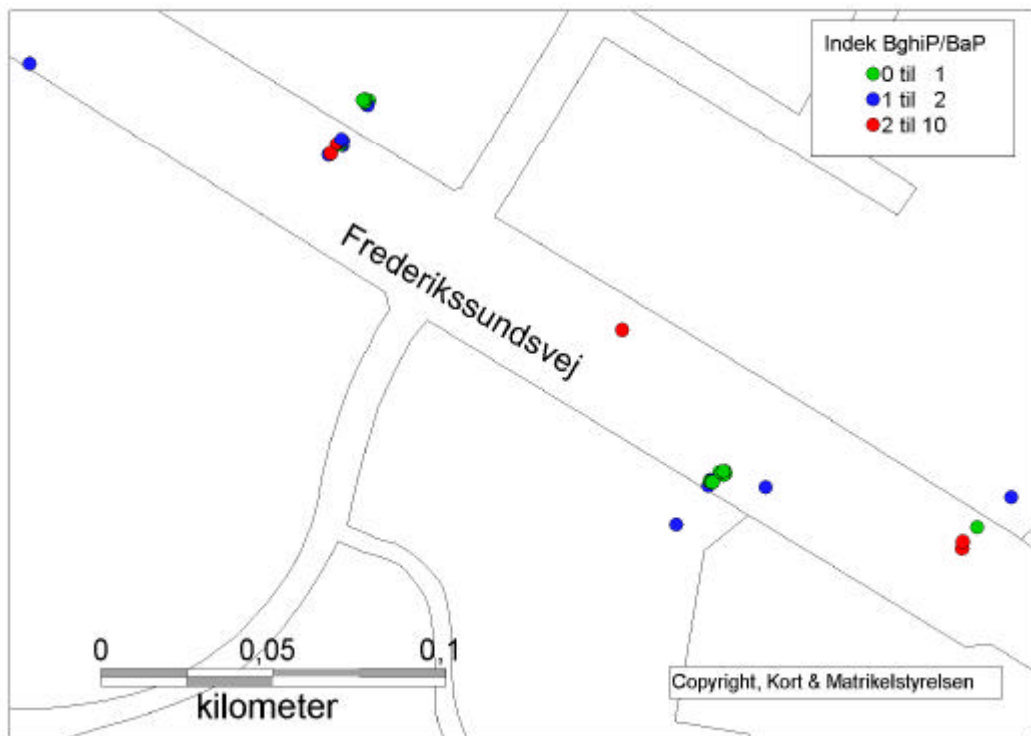 Indek BghiP/BaP
0 til 1
1 til 2
2 til 10
Frederikssundsvej
0 0,05 0,1
kilometer
Copyright, Kort & Matrikelstyrelsen